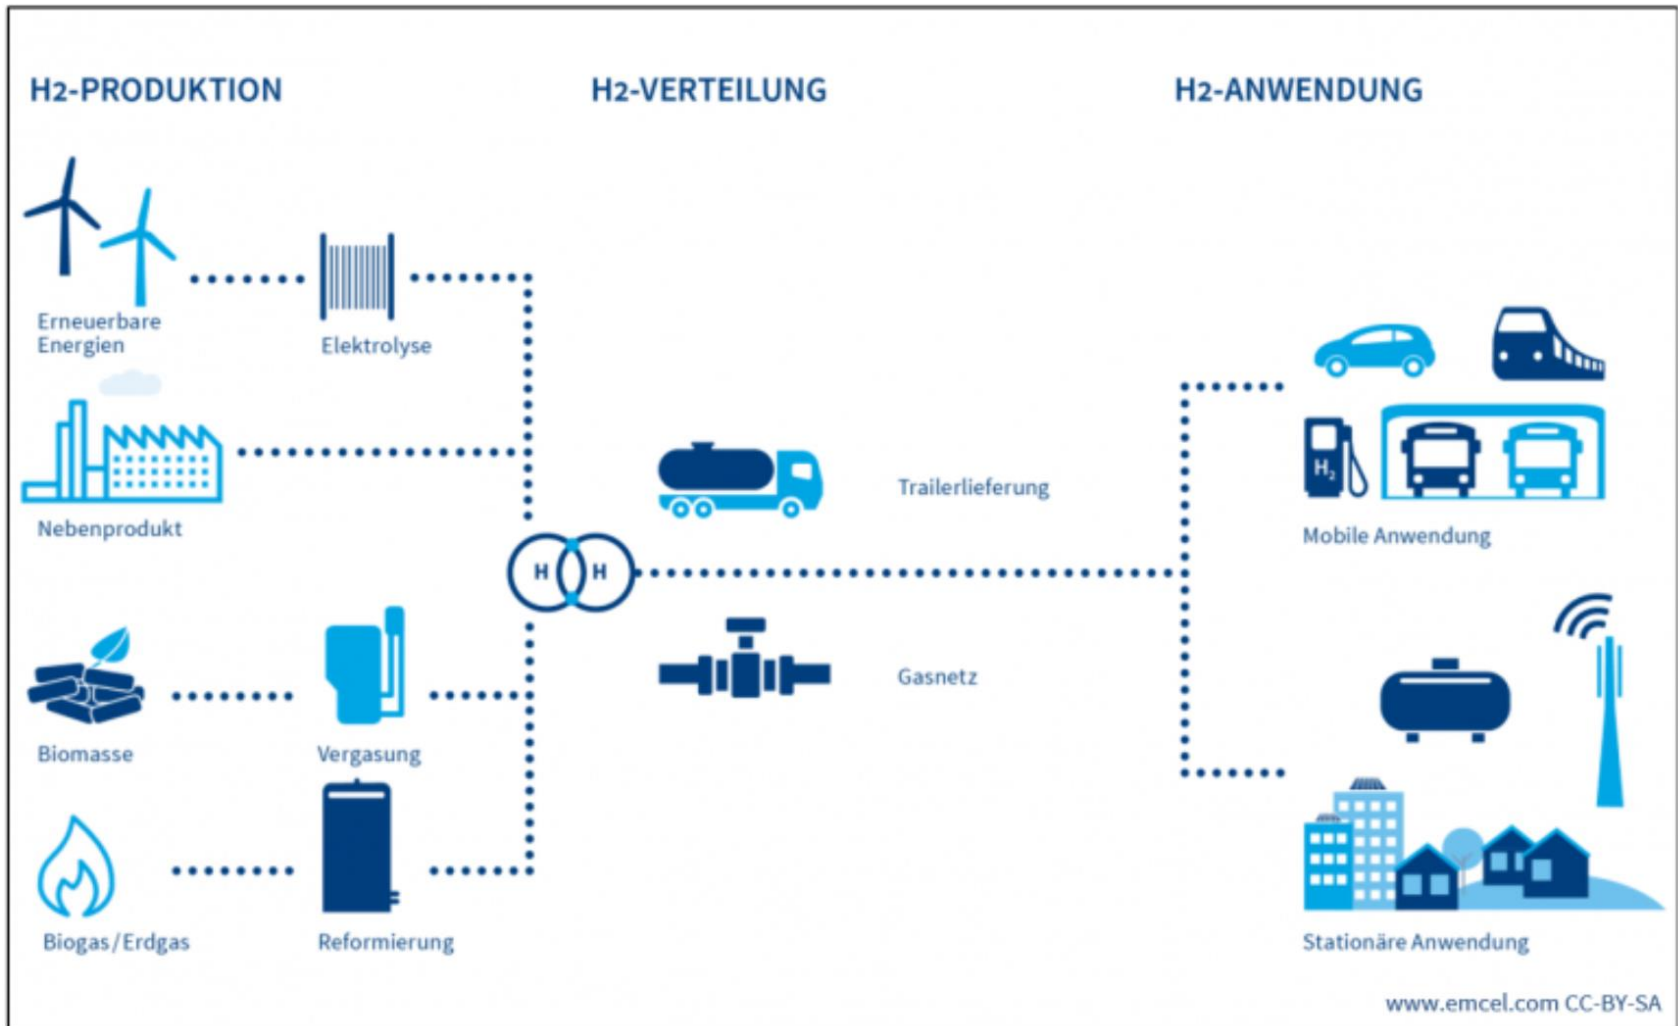 H2-PRODUKTION
H2-VERTEILUNG
H2-ANWENDUNG
Erneuerbare
Energien
Elektrolyse
Nebenprodukt
H H
Trailerlieferung
H₂
Mobile Anwendung
Gasnetz
Biomasse
Vergasung
Biogas/Erdgas
Reformierung
Stationäre Anwendung
www.emcel.com CC-BY-SA